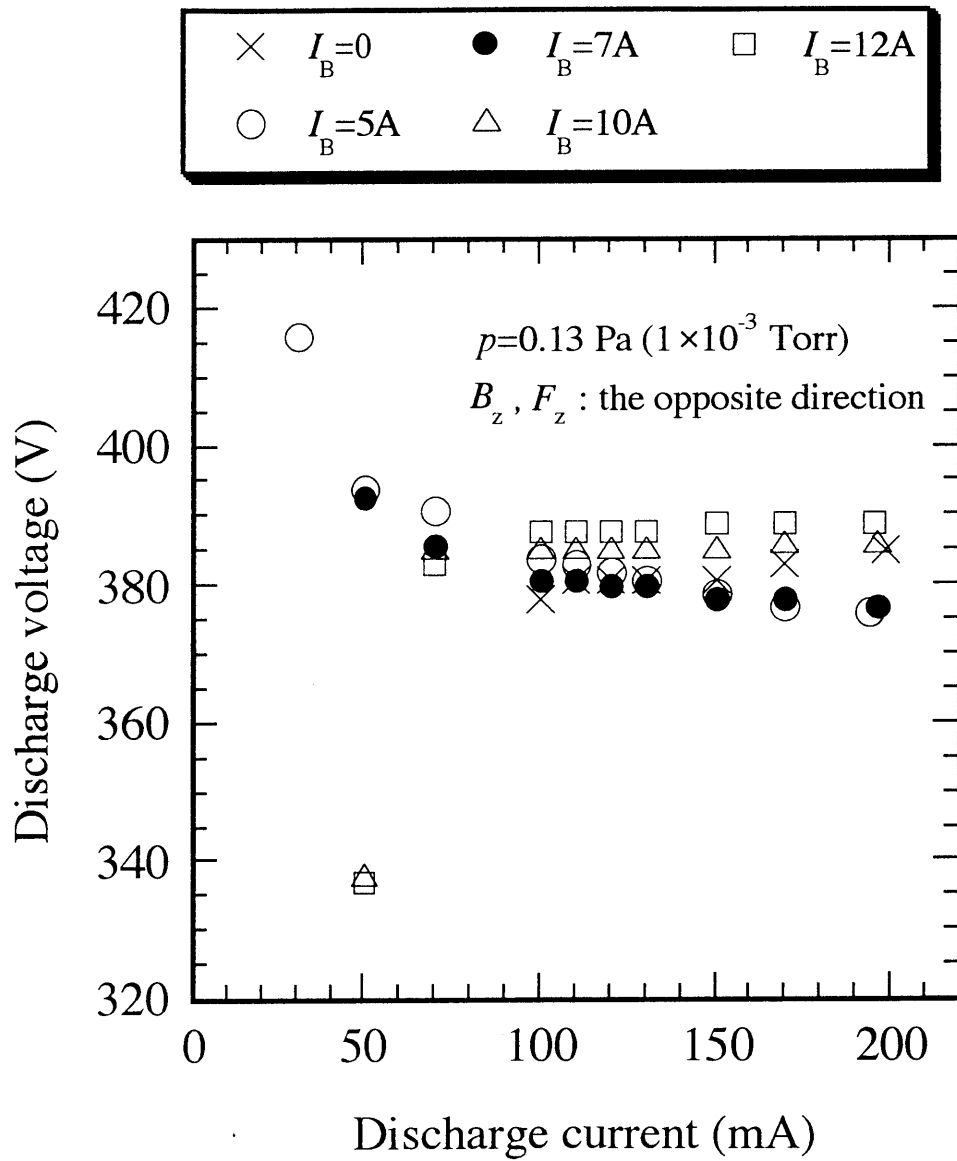 I_B=0 I_B=7A I_B=12A
I_B=5A I_B=10A
420
400
380
360
340
320
p=0.13 Pa (1×10⁻³ Torr)
B_z , F_z : the opposite direction
Discharge voltage (V)
0 50 100 150 200
Discharge current (mA)